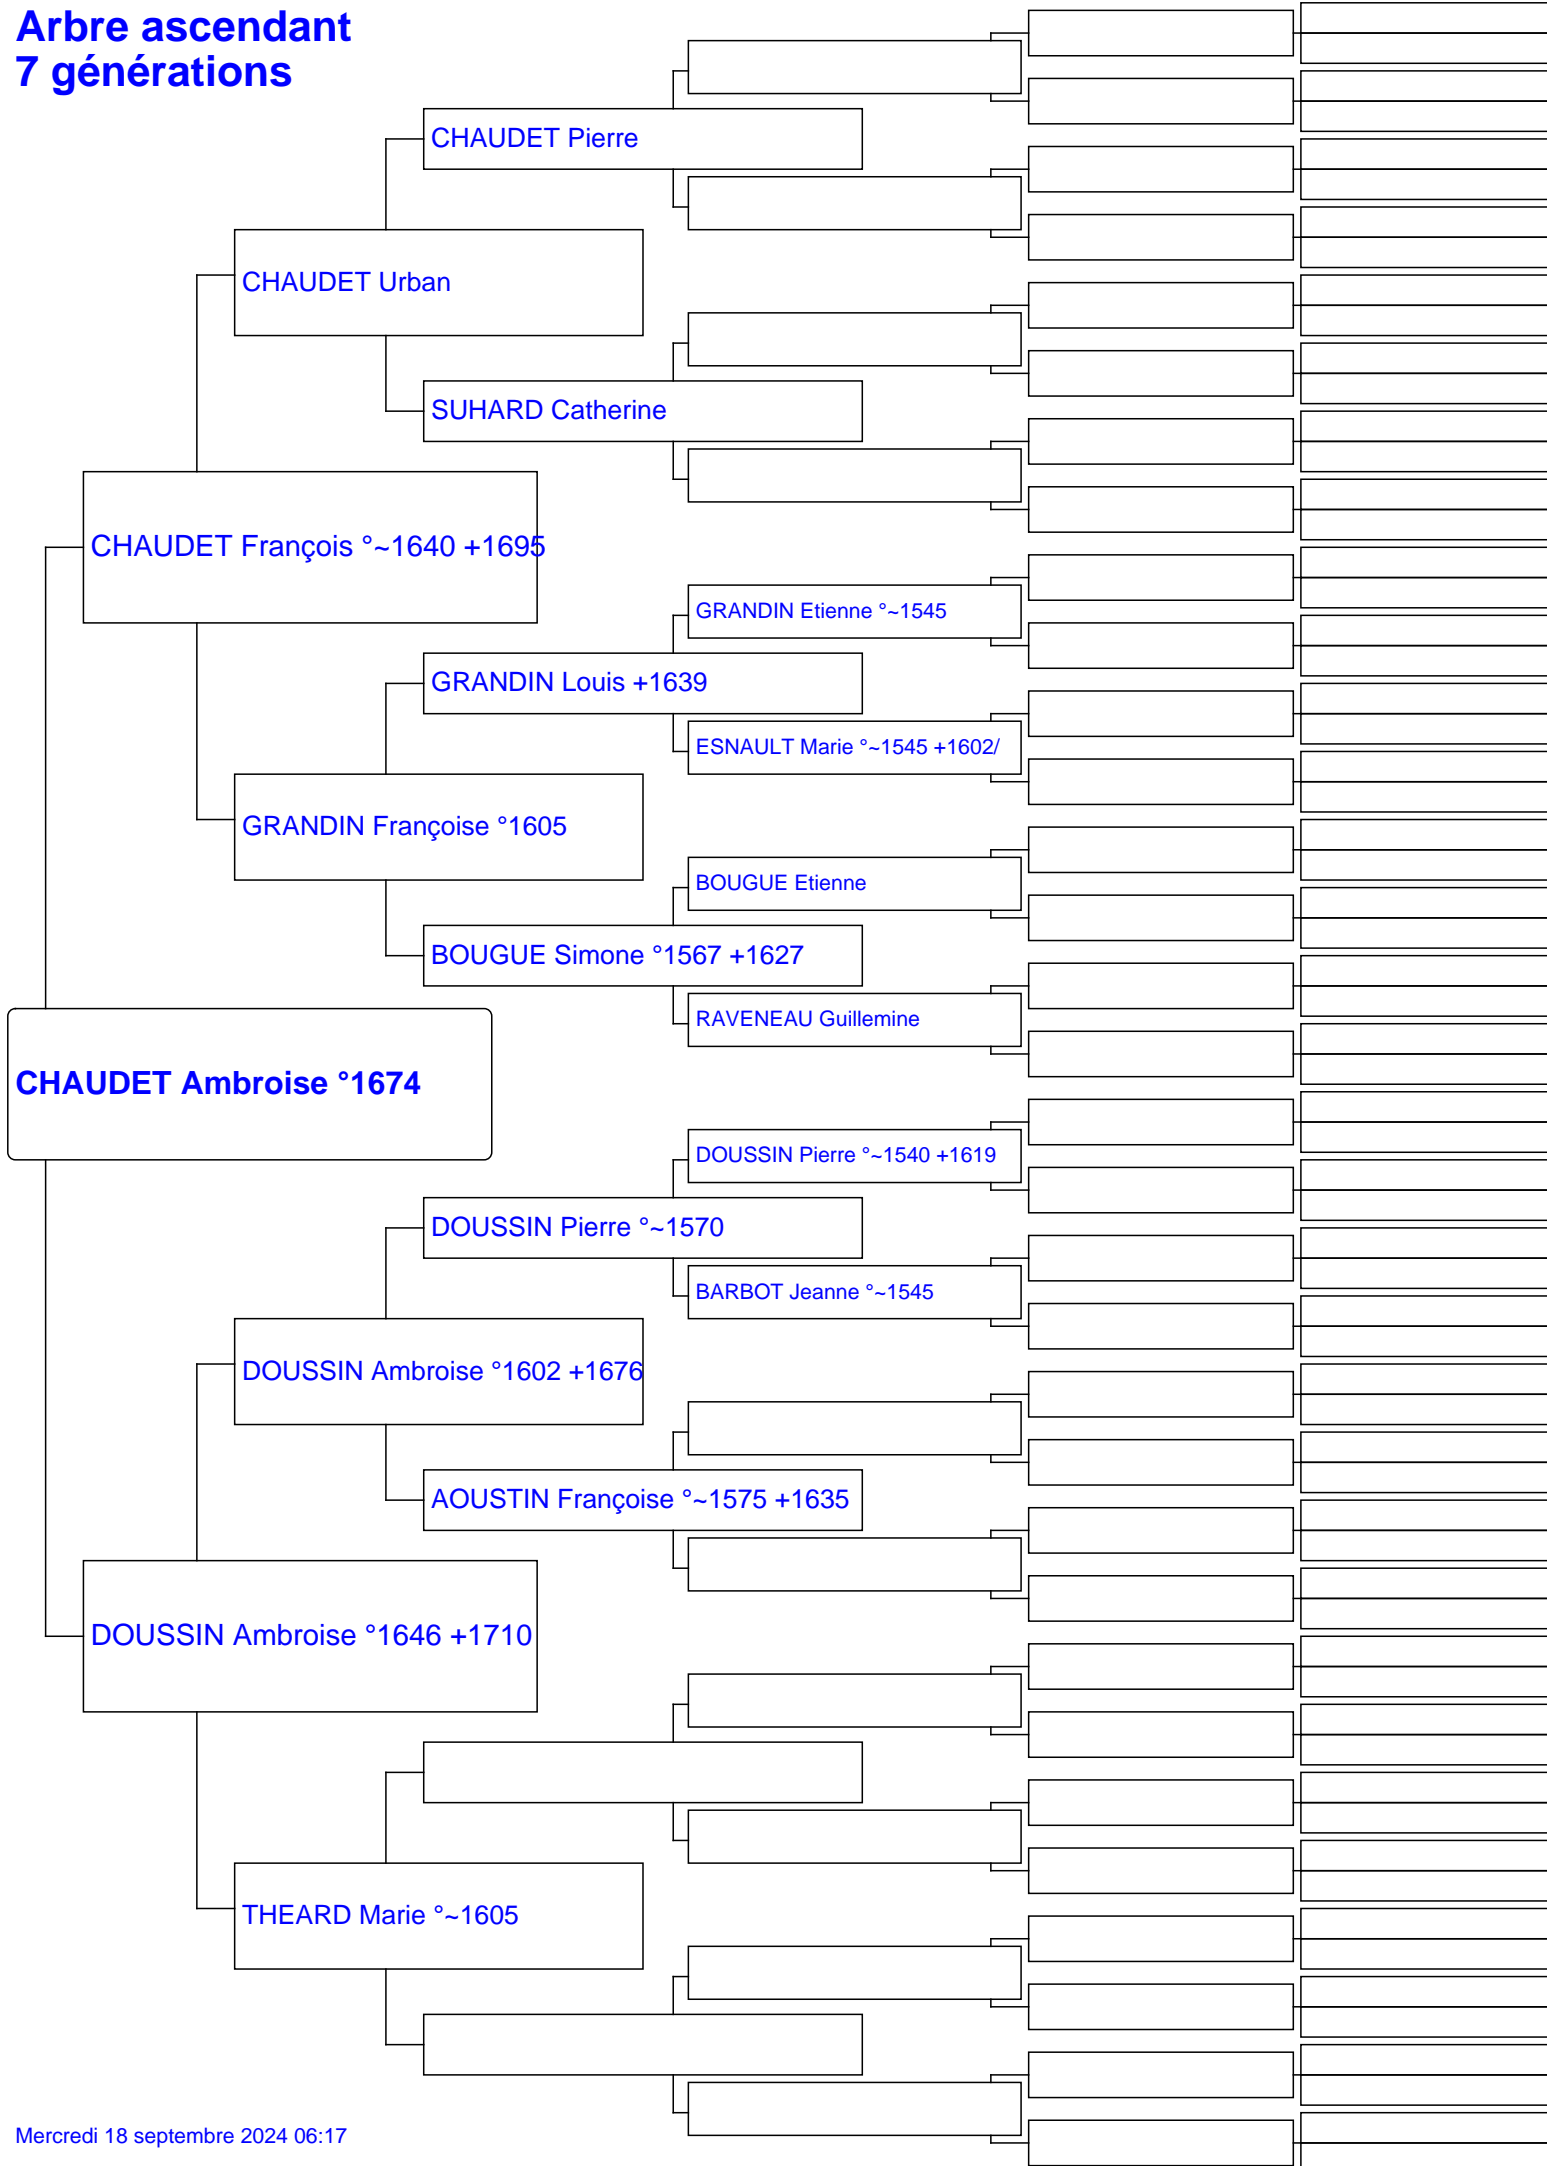 Arbre ascendant
7 générations
CHAUDET Pierre
CHAUDET Urban
SUHARD Catherine
CHAUDET François °~1640 +1695
GRANDIN Etienne °~1545
GRANDIN Louis +1639
ESNAULT Marie °~1545 +1602/
GRANDIN Françoise °1605
BOUGUE Etienne
BOUGUE Simone °1567 +1627
RAVENEAU Guillemine
CHAUDET Ambroise °1674
DOUSSIN Pierre °~1540 +1619
DOUSSIN Pierre °~1570
BARBOT Jeanne °~1545
DOUSSIN Ambroise °1602 +1676
AOUSTIN Françoise °~1575 +1635
DOUSSIN Ambroise °1646 +1710
THEARD Marie °~1605
Mercredi 18 septembre 2024 06:17